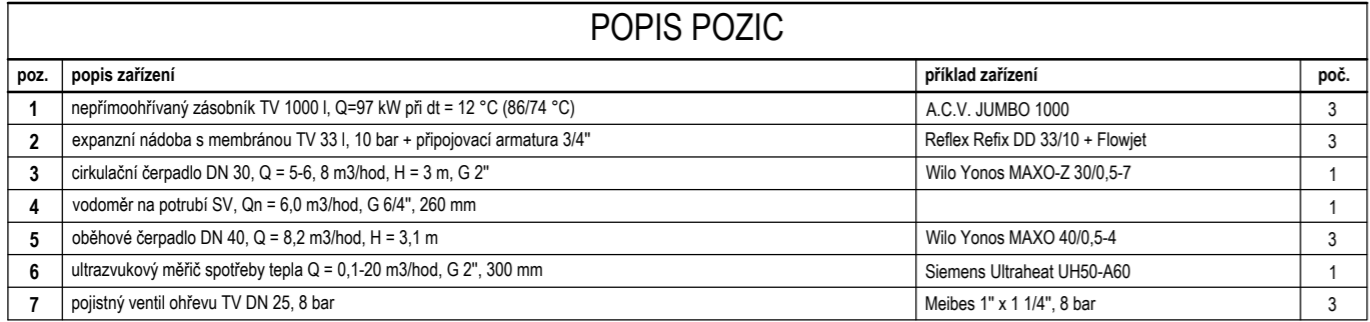 POPIS POZIC
poz. popis zařízení příklad zařízení poč.
1 nepřímoohřívaný zásobník TV 1000 l, Q=97 kW při dt = 12 °C (86/74 °C) A.C.V. JUMBO 1000 3
2 expanzní nádoba s membránou TV 33 l, 10 bar + připojovací armatura 3/4" Reflex Refix DD 33/10 + Flowjet 3
3 cirkulační čerpadlo DN 30, Q = 5-6, 8 m3/hod, H = 3 m, G 2" Wilo Yonos MAXO-Z 30/0,5-7 1
4 vodoměr na potrubí SV, Qn = 6,0 m3/hod, G 6/4", 260 mm 1
5 oběhové čerpadlo DN 40, Q = 8,2 m3/hod, H = 3,1 m Wilo Yonos MAXO 40/0,5-4 3
6 ultrazvukový měřič spotřeby tepla Q = 0,1-20 m3/hod, G 2", 300 mm Siemens Ultraheat UH50-A60 1
7 pojistný ventil ohřevu TV DN 25, 8 bar Meibes 1" x 1 1/4", 8 bar 3